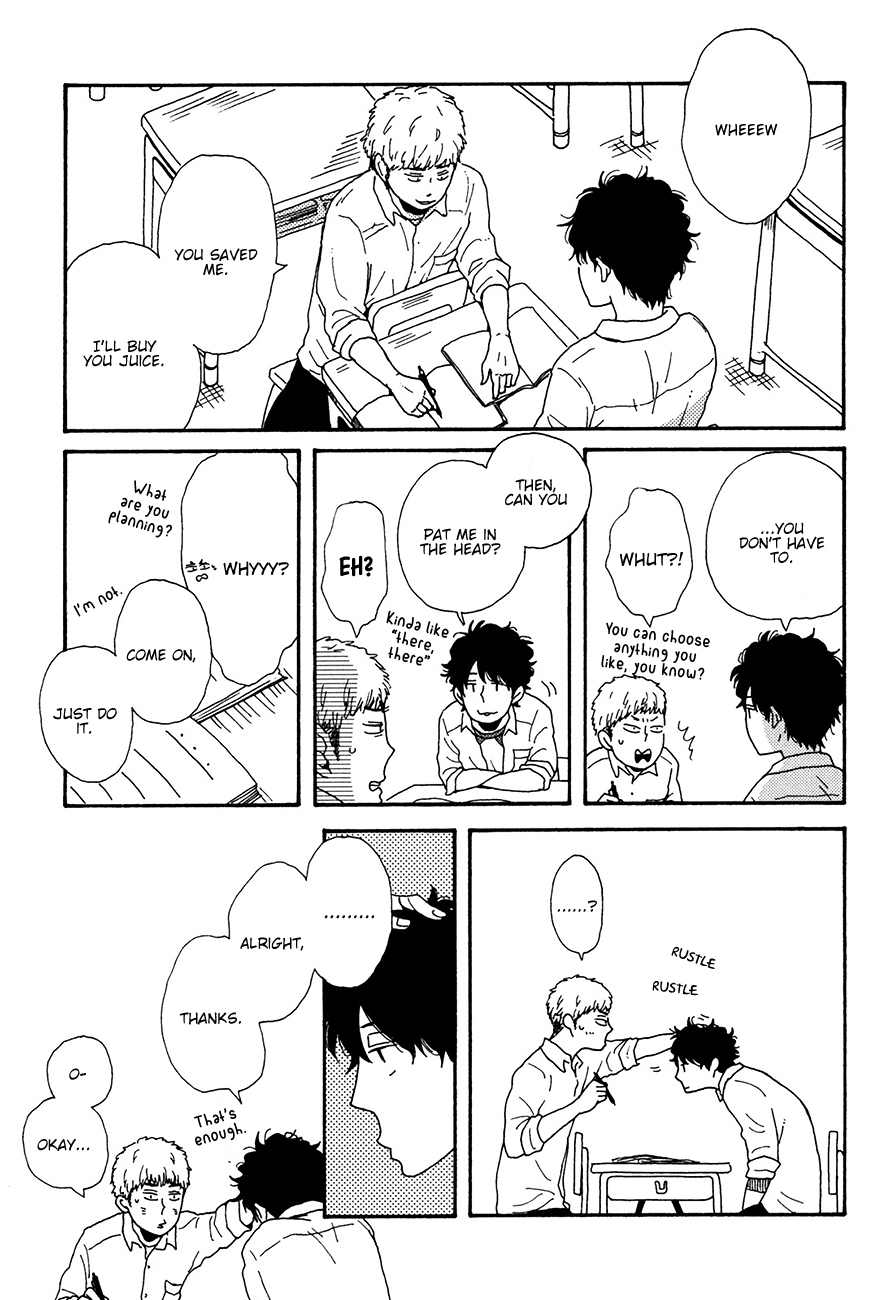 WHEEEW
YOU SAVED
ME.
I'LL BUY
YOU JUICE.
...YOU
DON'T HAVE
TO.
WHUT?!
You can choose
anything you
like, you know?
THEN,
CAN YOU
PAT ME IN
THE HEAD?
Kinda like
"there,
there"
EH?
WHYYY?
What
are you
planning?
I'm not.
COME ON,
JUST DO
IT.
......?
RUSTLE
RUSTLE
..........
ALRIGHT,
THANKS.
That's
enough.
O-
OKAY...